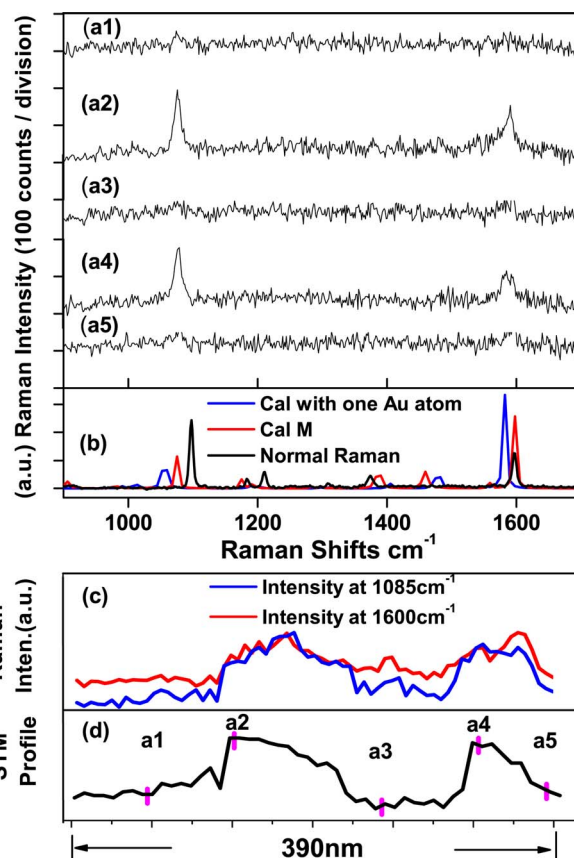 (a1)
(a2)
(a3)
(a4)
(a5)
(a.u.) Raman Intensity (100 counts / division)
(b)
Cal with one Au atom
Cal M
Normal Raman
1000 1200 1400 1600
Raman Shifts cm-1
(c)
Intensity at 1085cm-1
Intensity at 1600cm-1
Inten.(a.u.)
(d)
a1 a2 a3 a4 a5
Profile
390nm